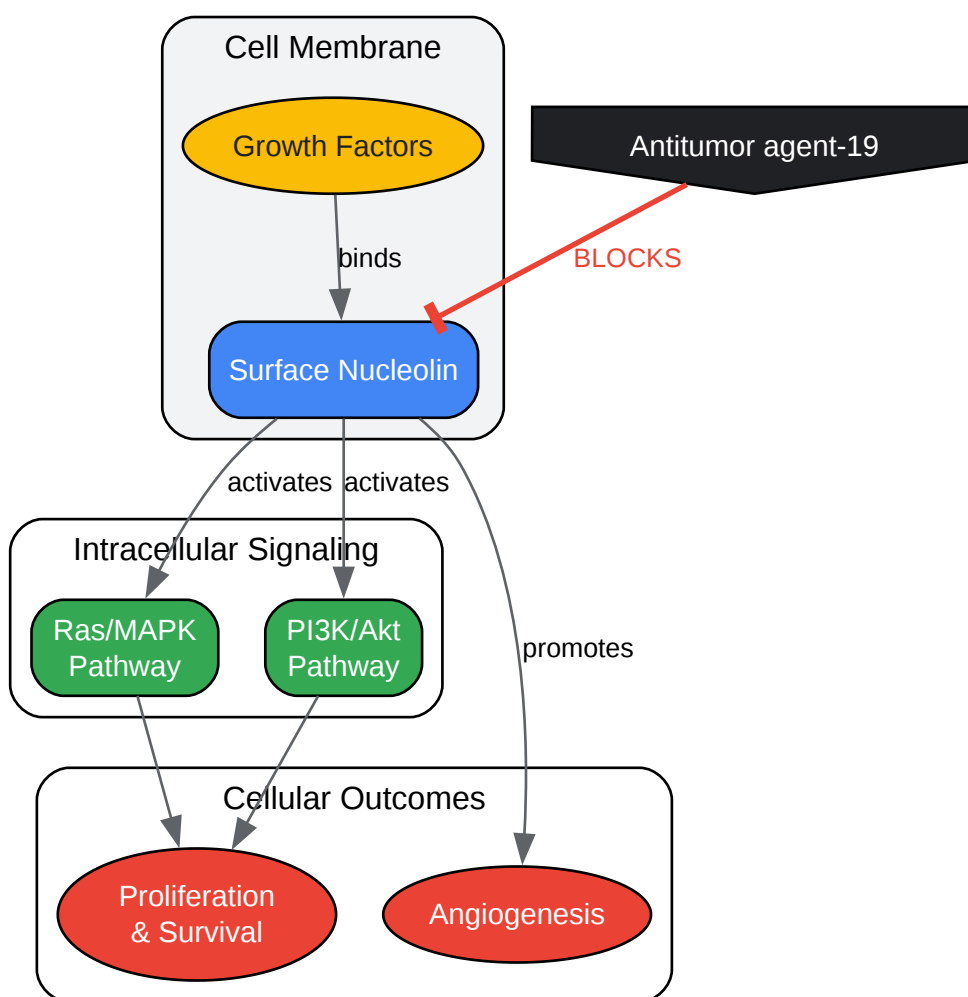 Cell Membrane
Growth Factors
Antitumor agent-19
binds
BLOCKS
Surface Nucleolin
activates
activates
Intracellular Signaling
Ras/MAPK
Pathway
PI3K/Akt
Pathway
promotes
Cellular Outcomes
Proliferation
& Survival
Angiogenesis